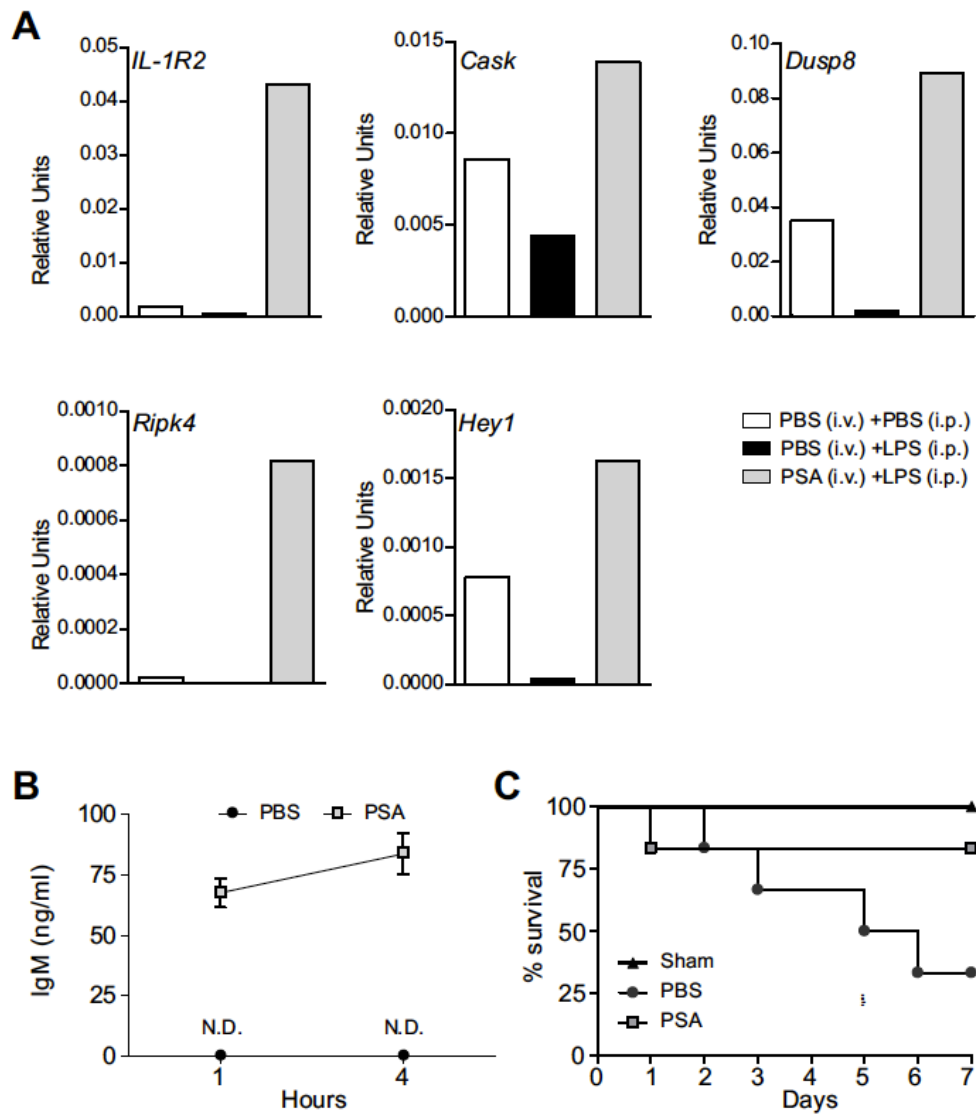 A
IL-1R2
Relative Units
0.05
0.04
0.03
0.02
0.01
0.00
Cask
Relative Units
0.015
0.010
0.005
0.000
Dusp8
Relative Units
0.10
0.08
0.06
0.04
0.02
0.00
Ripk4
Relative Units
0.0010
0.0008
0.0006
0.0004
0.0002
0.0000
Hey1
Relative Units
0.0020
0.0015
0.0010
0.0005
0.0000
PBS (i.v.) +PBS (i.p.)
PBS (i.v.) +LPS (i.p.)
PSA (i.v.) +LPS (i.p.)
B
PBS PSA
IgM (ng/ml)
100
75
50
25
0
N.D. N.D.
1 4
Hours
C
% survival
100
75
50
25
0
Sham
PBS
PSA
0 1 2 3 4 5 6 7
Days